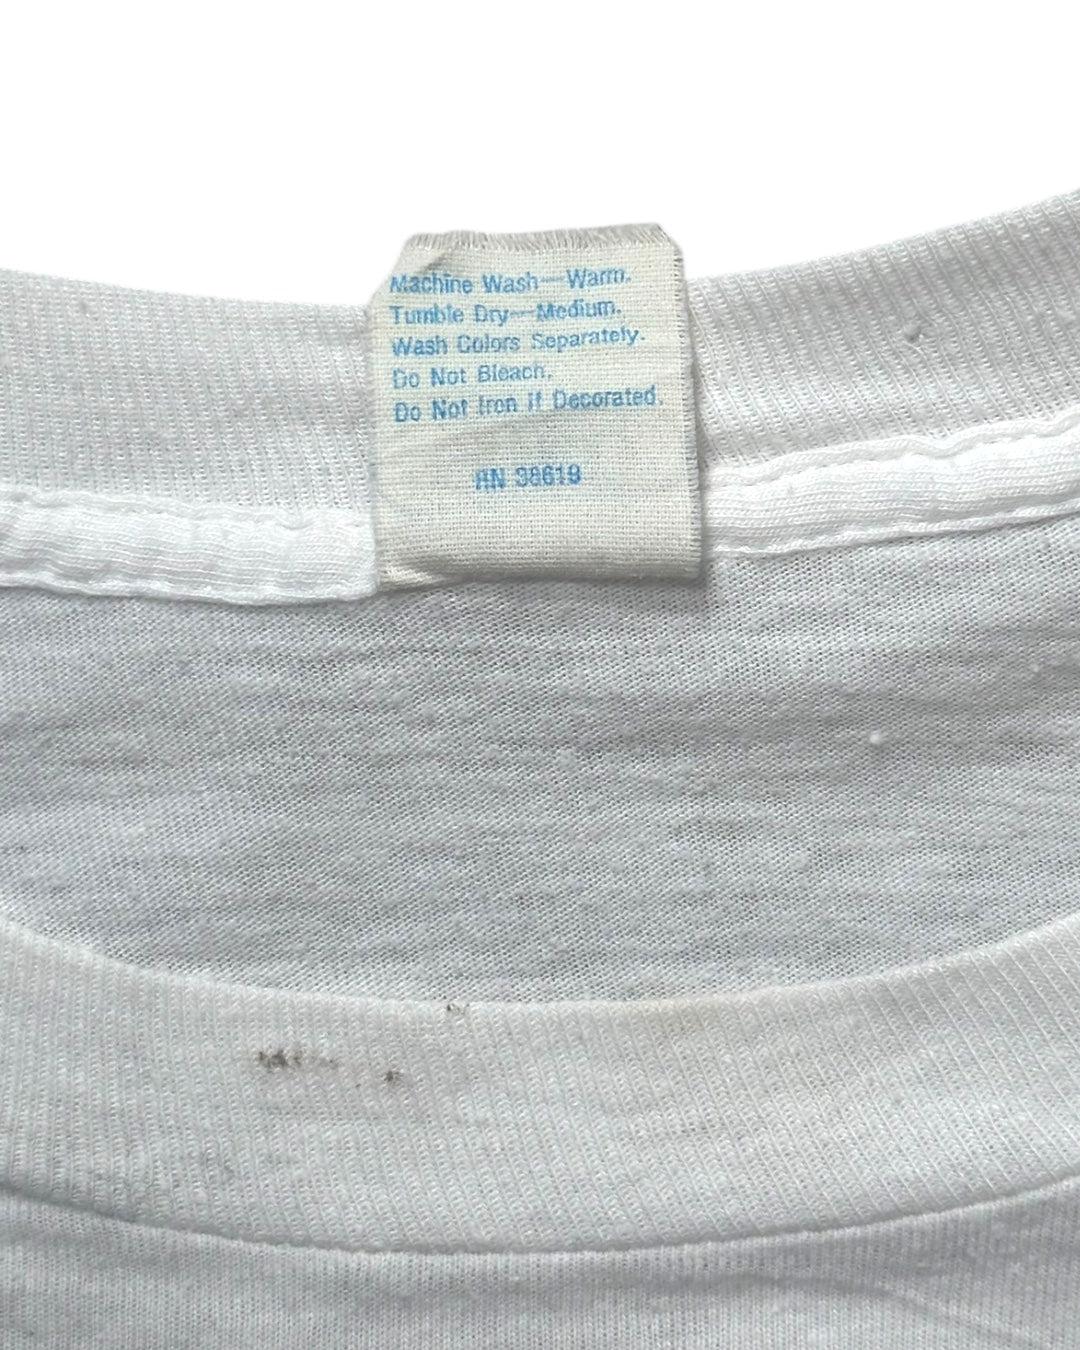 Machine Wash—Warm.
Tumble Dry—Medium.
Wash Colors Separately.
Do Not Bleach.
Do Not Iron If Decorated.
RN 38619